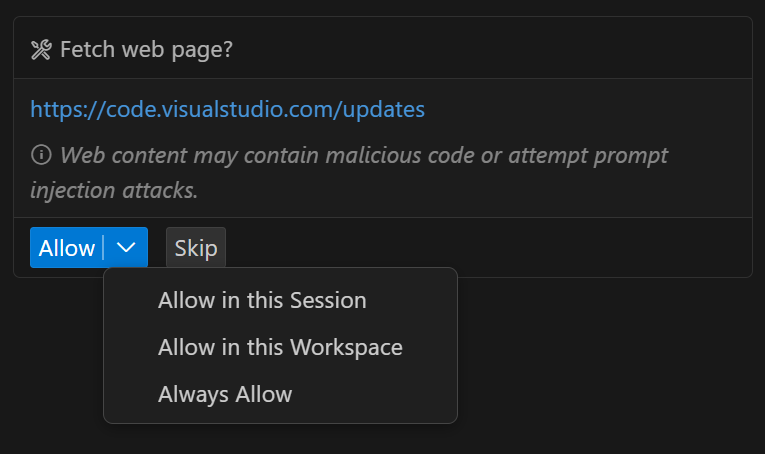 Fetch web page?
https://code.visualstudio.com/updates
Web content may contain malicious code or attempt prompt
injection attacks.
Allow
Skip
Allow in this Session
Allow in this Workspace
Always Allow